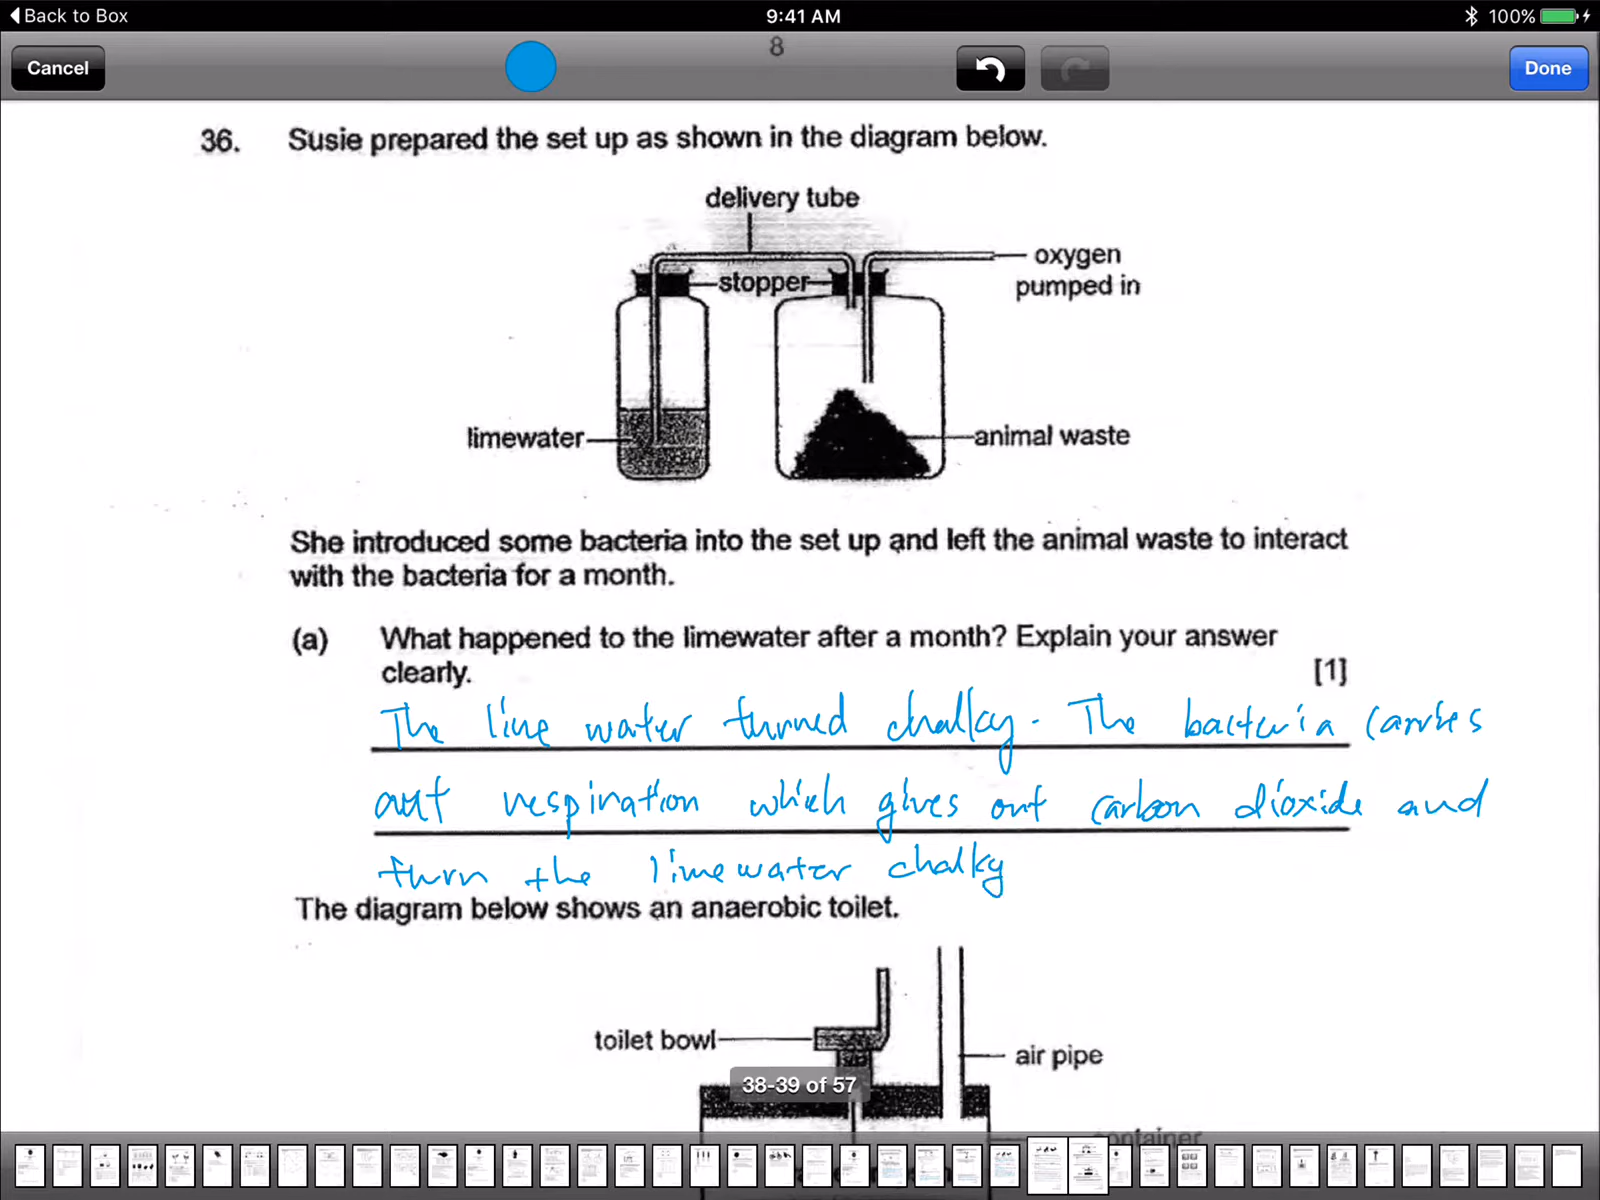 Back to Box
9:41 AM
100%
Cancel
8
Done
36. Susie prepared the set up as shown in the diagram below.
delivery tube
oxygen
pumped in
stopper
limewater
animal waste
She introduced some bacteria into the set up and left the animal waste to interact
with the bacteria for a month.
(a) What happened to the limewater after a month? Explain your answer
clearly. [1]
The lime water turned chalky. The bacteria carries
out respiration which gives out carbon dioxide and
turn the limewater chalky
The diagram below shows an anaerobic toilet.
toilet bowl
air pipe
38-39 of 57
container